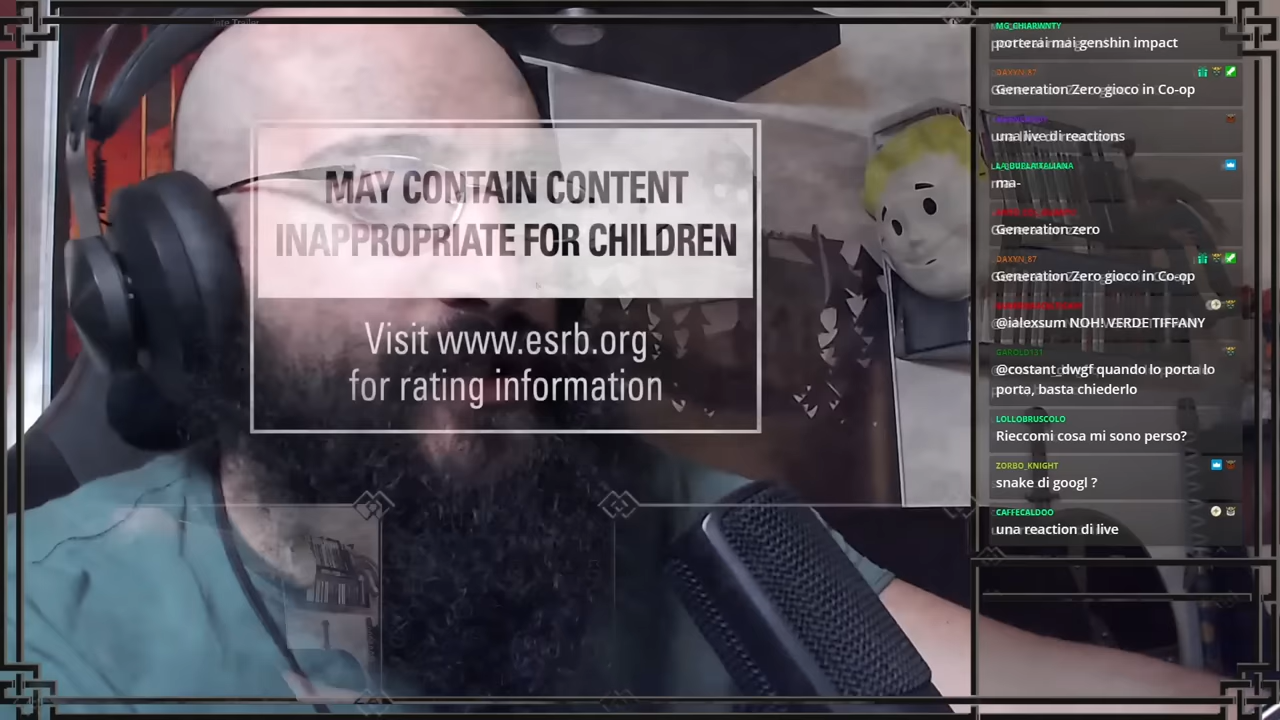 MAY CONTAIN CONTENT
INAPPROPRIATE FOR CHILDREN
Visit www.esrb.org
for rating information
MG_CHIARWNTY
porterai mai genshin impact
DAXXN_87
Generation Zero gioco in Co-op
una live di reactions
ma-
Generation zero
DAXXN_87
Generation Zero gioco in Co-op
@ialexsum NOH! VERDE TIFFANY
GAROLD131
@costant_dwgf quando lo porta lo
porta, basta chiederlo
LOLLOBRUSCOLO
Rieccomi cosa mi sono perso?
ZORBO_KNIGHT
snake di googl ?
CAFFECALDOO
una reaction di live